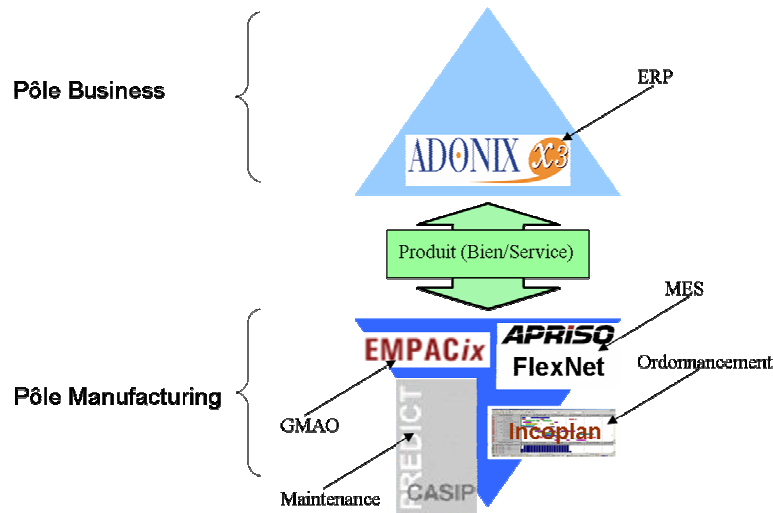 Pôle Business
ERP
ADONIX x3
Produit (Bien/Service)
MES
APRISO
FlexNet
EMPACix
Ordonnancement
Pôle Manufacturing
Incoplan
GMAO
PREDICT
CASIP
Maintenance